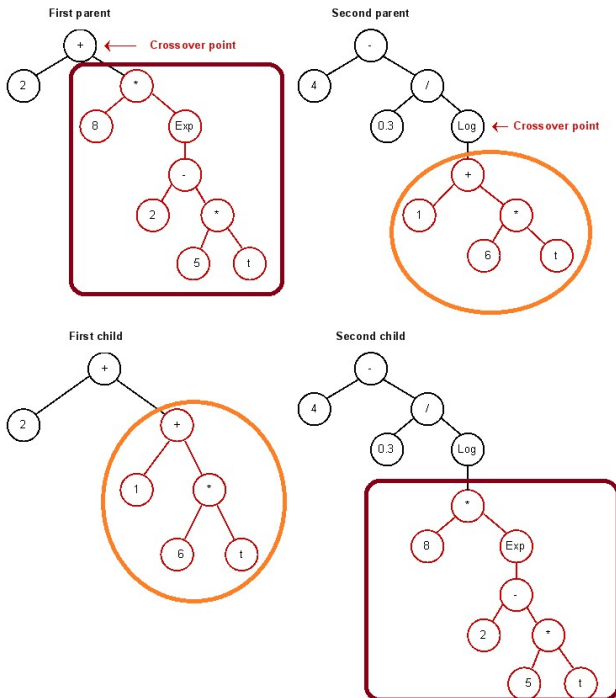 First parent
Second parent
+
← Crossover point
-
2
*
4
/
8
Exp
0.3
Log
← Crossover point
-
+
2
*
1
*
5
t
6
t
First child
Second child
+
-
2
4
/
+
0.3
Log
1
*
*
6
t
8
Exp
-
2
*
5
t